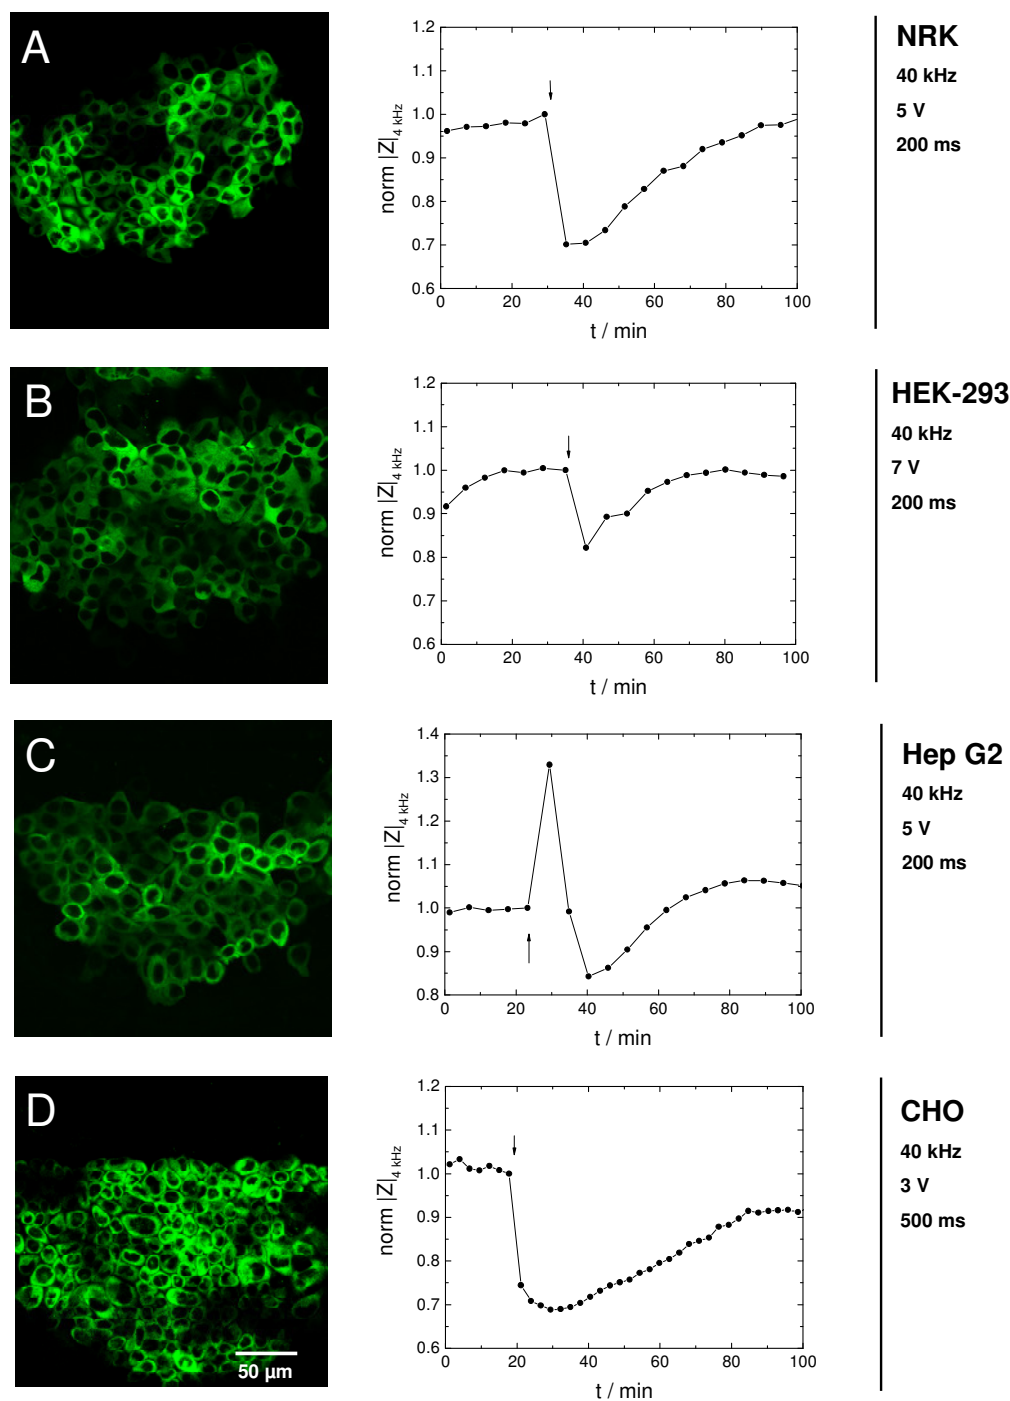 A
norm |Z|4 kHz
1.2
1.1
1.0
0.9
0.8
0.7
0.6
0 20 40 60 80 100
t / min
NRK
40 kHz
5 V
200 ms
B
norm |Z|4 kHz
1.2
1.1
1.0
0.9
0.8
0.7
0.6
0 20 40 60 80 100
t / min
HEK-293
40 kHz
7 V
200 ms
C
norm |Z|4 kHz
1.4
1.3
1.2
1.1
1.0
0.9
0.8
0 20 40 60 80 100
t / min
Hep G2
40 kHz
5 V
200 ms
D
50 µm
norm |Z|4 kHz
1.2
1.1
1.0
0.9
0.8
0.7
0.6
0 20 40 60 80 100
t / min
CHO
40 kHz
3 V
500 ms